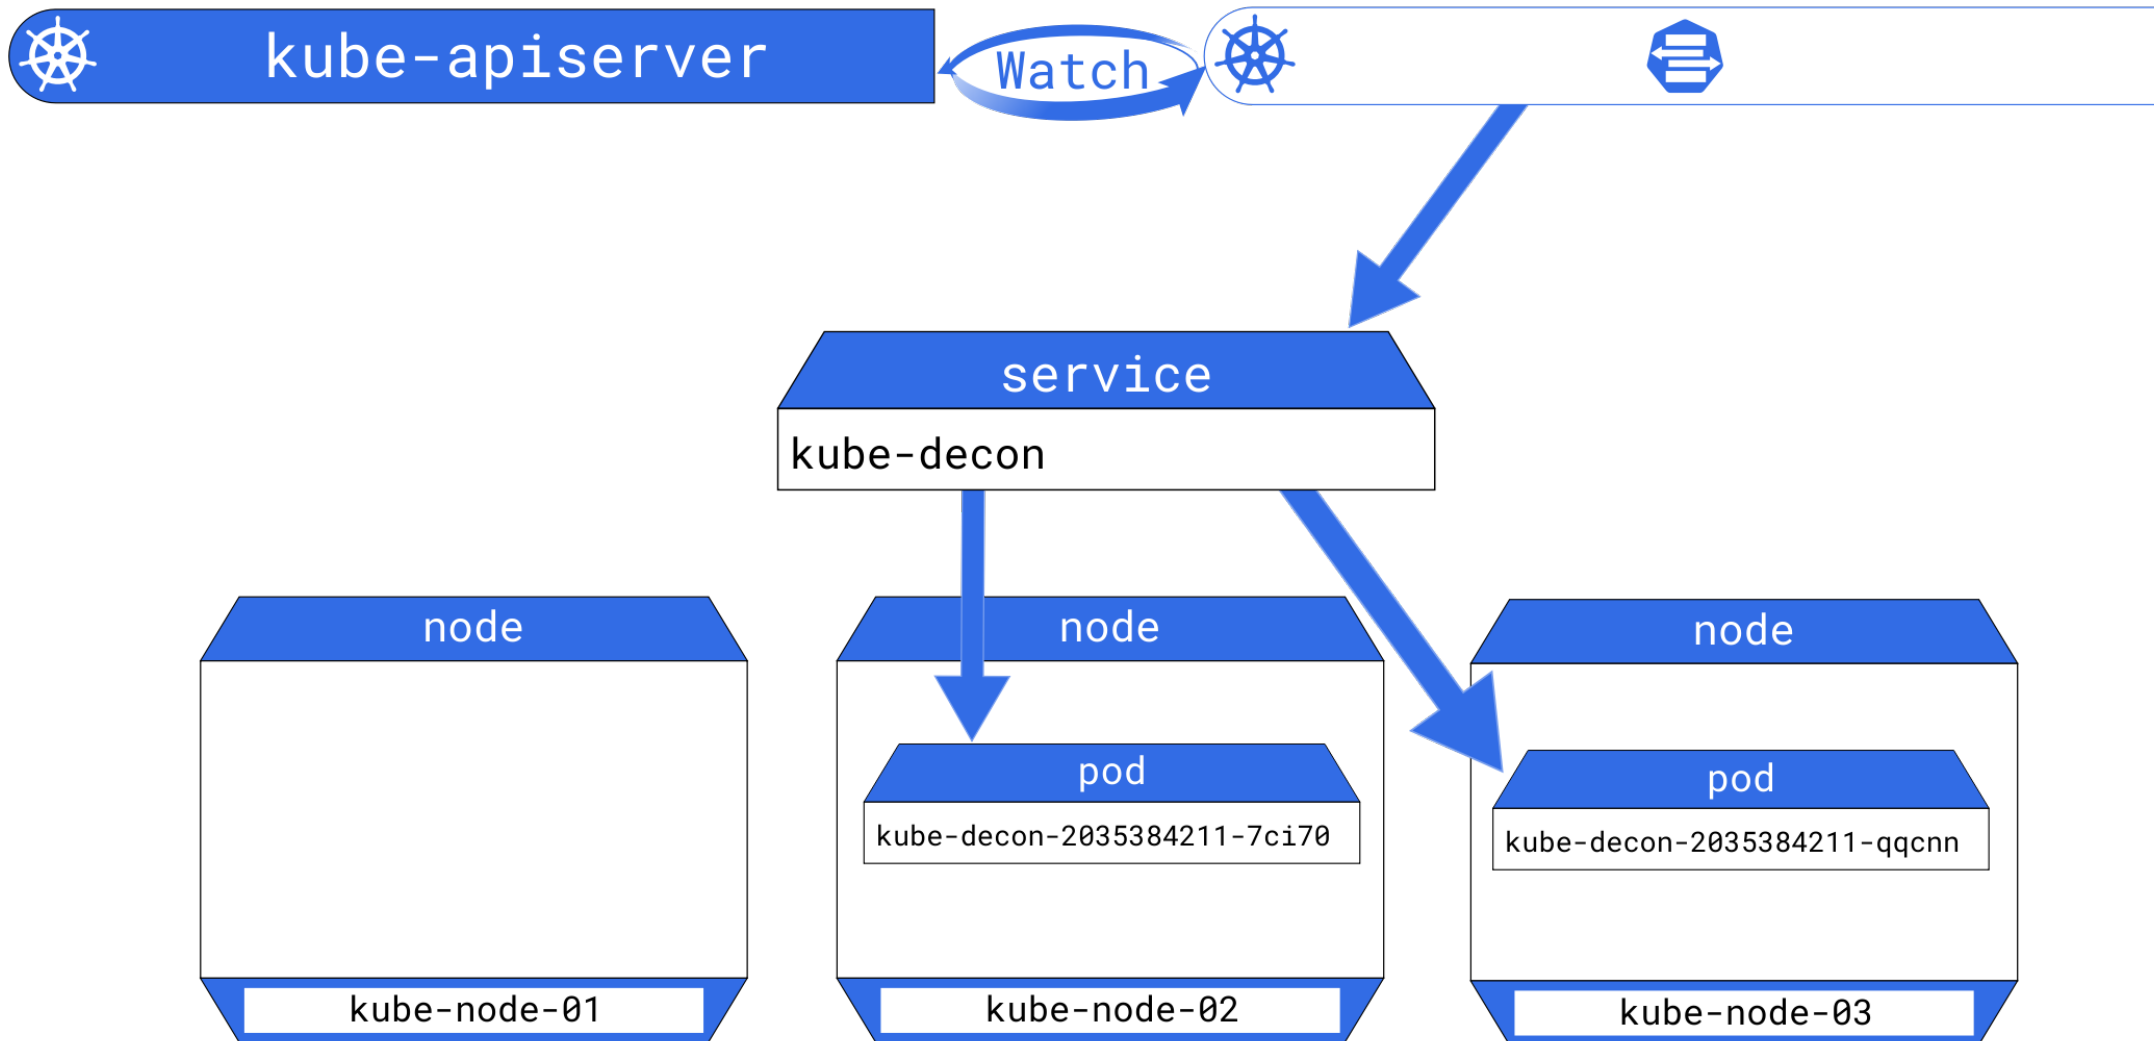 kube-apiserver
Watch
service
kube-decon
node
node
node
pod
kube-decon-2035384211-7ci70
pod
kube-decon-2035384211-qqcnn
kube-node-01
kube-node-02
kube-node-03